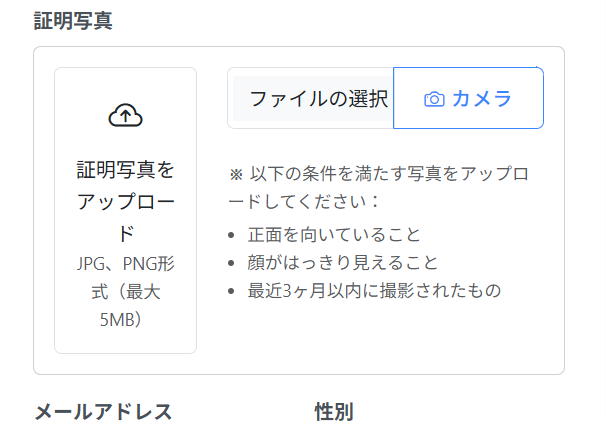 証明写真
証明写真を
アップロー
ド
JPG、PNG形
式（最大
5MB）
ファイルの選択
カメラ
※ 以下の条件を満たす写真をアップロ
ードしてください：
• 正面を向いていること
• 顔がはっきり見えること
• 最近3ヶ月以内に撮影されたもの
メールアドレス
性別